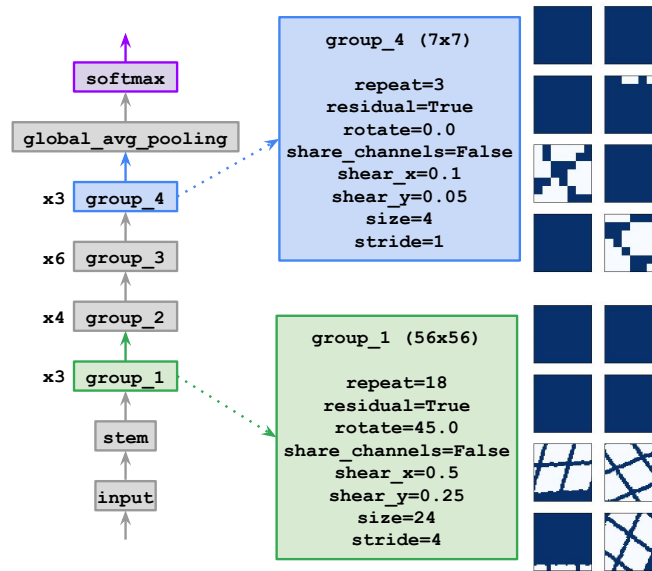 softmax
global_avg_pooling
x3 group_4
x6 group_3
x4 group_2
x3 group_1
stem
input
group_4 (7x7)
repeat=3
residual=True
rotate=0.0
share_channels=False
shear_x=0.1
shear_y=0.05
size=4
stride=1
group_1 (56x56)
repeat=18
residual=True
rotate=45.0
share_channels=False
shear_x=0.5
shear_y=0.25
size=24
stride=4